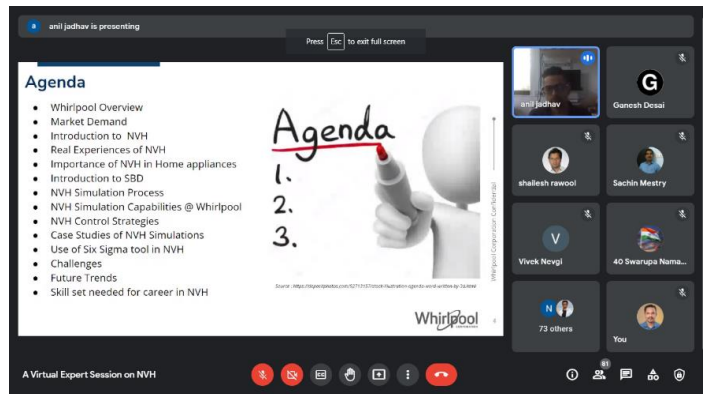 a anil jadhav is presenting
Press Esc to exit full screen
Agenda
Whirlpool Overview
Market Demand
Introduction to NVH
Real Experiences of NVH
Importance of NVH in Home appliances
Introduction to SBD
NVH Simulation Process
NVH Simulation Capabilities @ Whirlpool
NVH Control Strategies
Case Studies of NVH Simulations
Use of Six Sigma tool in NVH
Challenges
Future Trends
Skill set needed for career in NVH
Agenda
1.
2.
3.
Whirlpool Corporation Confidential
Whirlpool
CORPORATION
anil jadhav
G
Ganesh Desai
shailesh rawool
Sachin Mestry
V
Vivek Nevgi
40 Swarupa Nama...
N
73 others
You
A Virtual Expert Session on NVH
CC
81